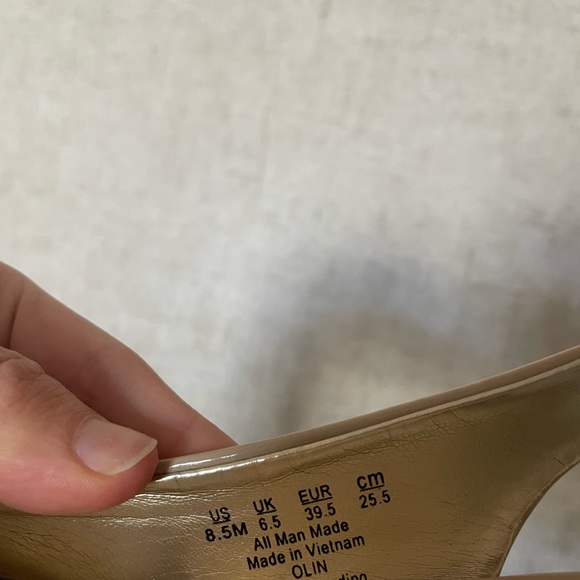 US UK EUR cm
8.5M 6.5 39.5 25.5
All Man Made
Made in Vietnam
OLIN